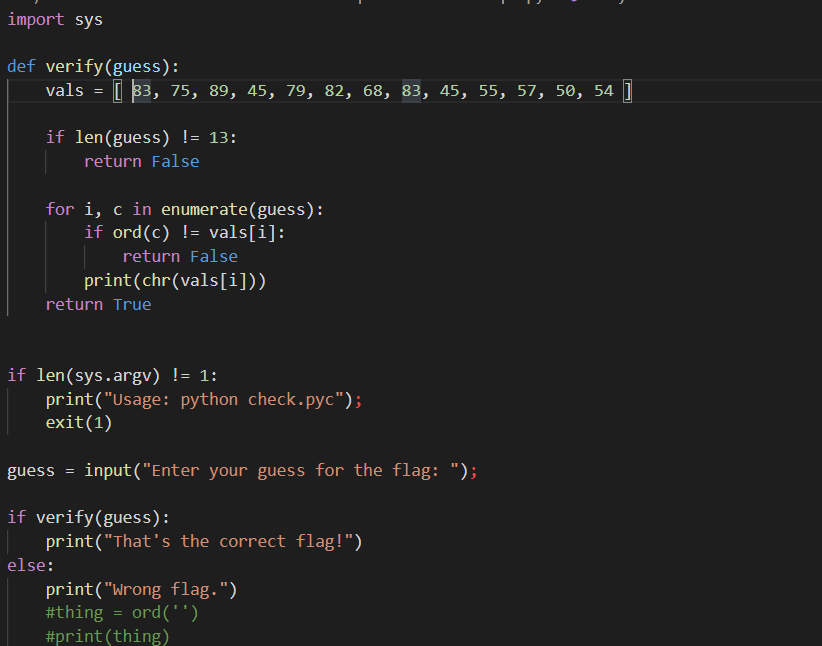 import sys
def verify(guess):
    vals = [ 83, 75, 89, 45, 79, 82, 68, 83, 45, 55, 57, 50, 54 ]
    if len(guess) != 13:
        return False
    for i, c in enumerate(guess):
        if ord(c) != vals[i]:
            return False
        print(chr(vals[i]))
    return True
if len(sys.argv) != 1:
    print("Usage: python check.pyc");
    exit(1)
guess = input("Enter your guess for the flag: ");
if verify(guess):
    print("That's the correct flag!")
else:
    print("Wrong flag.")
    #thing = ord('')
    #print(thing)